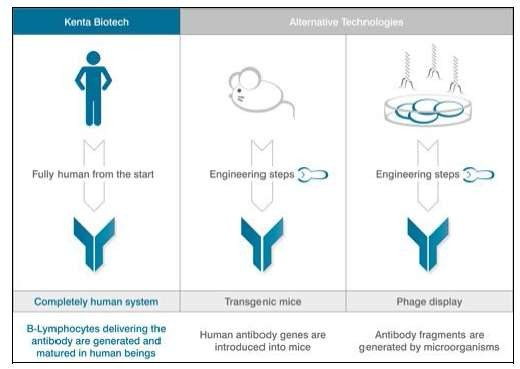 Kenta Biotech
Alternative Technologies
Fully human from the start
Engineering steps
Engineering steps
Completely human system
Transgenic mice
Phage display
B-Lymphocytes delivering the
antibody are generated and
matured in human beings
Human antibody genes are
introduced into mice
Antibody fragments are
generated by microorganisms